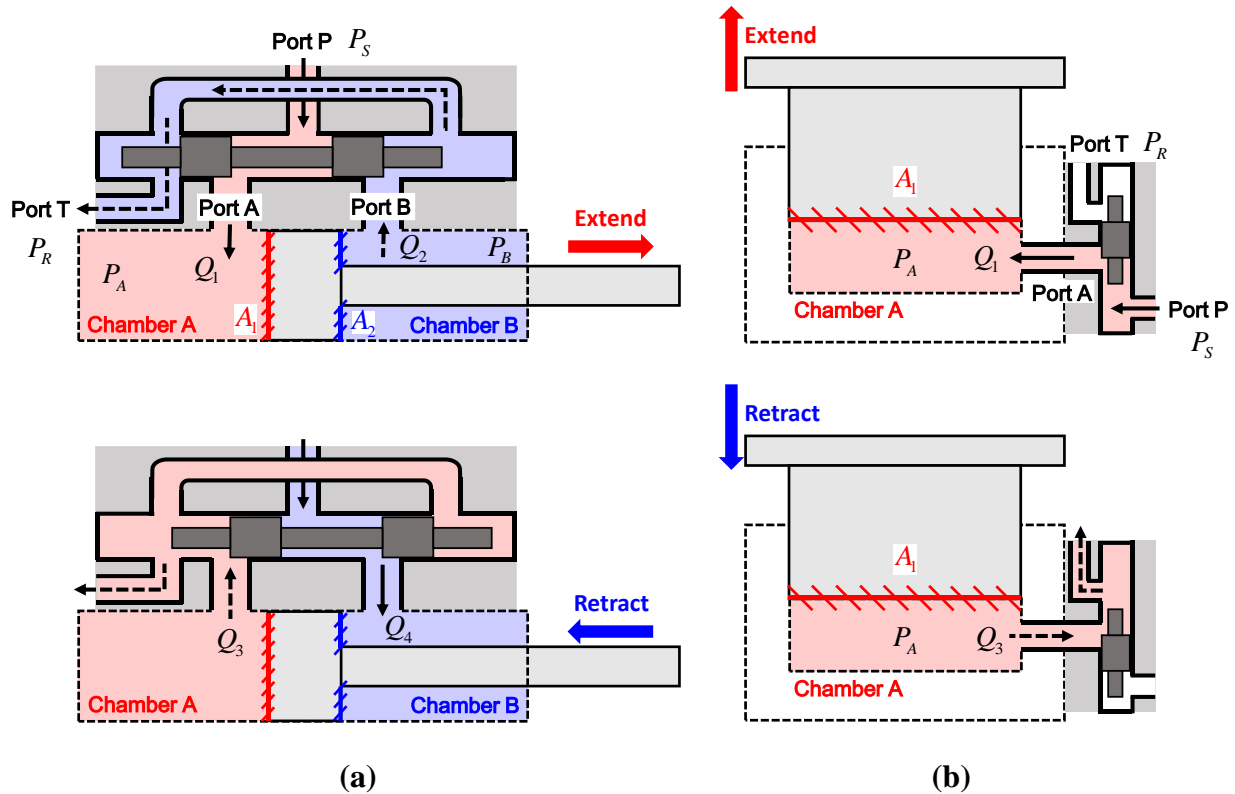 Port P P_S
Port T
P_R
Port A
Port B
Q_1
Q_2
P_A
P_B
Chamber A
A_1
A_2
Chamber B
Extend
Q_3
Q_4
Chamber A
Chamber B
Retract
(a)
Extend
Port T P_R
A_1
P_A
Q_1
Port A
Chamber A
Port P
P_S
Retract
A_1
P_A
Q_3
Chamber A
(b)